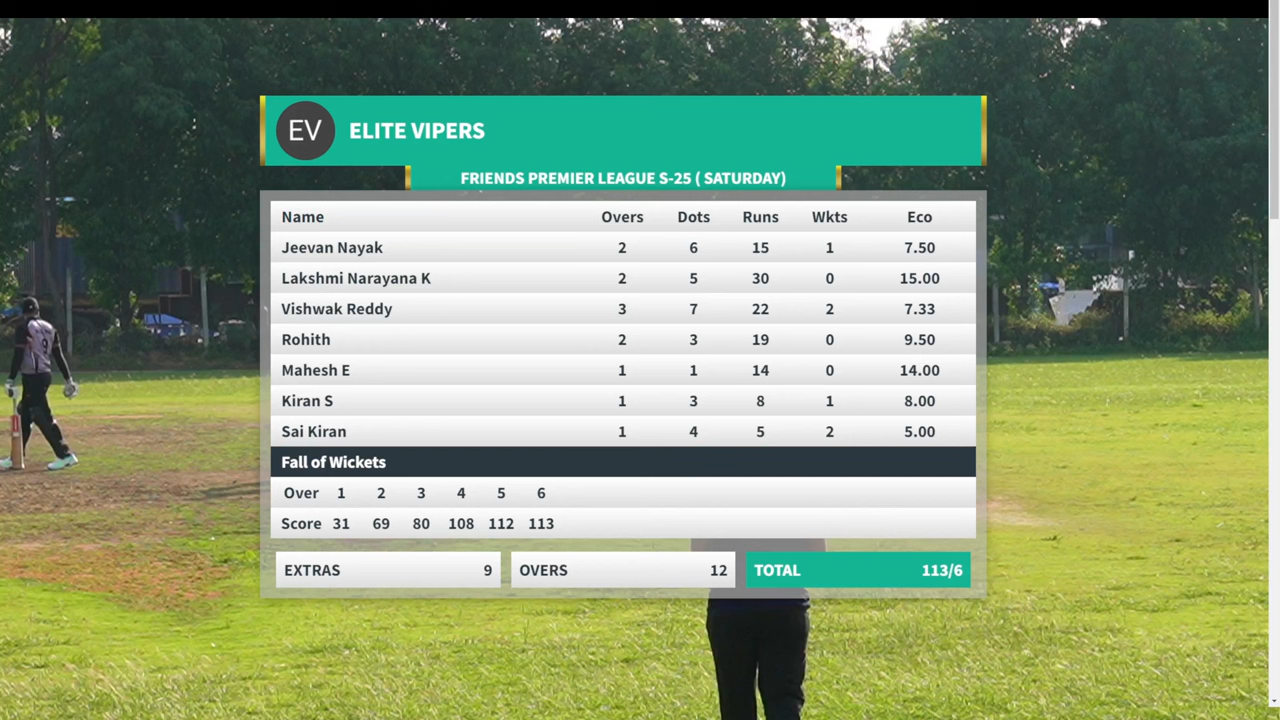 EV ELITE VIPERS
FRIENDS PREMIER LEAGUE S-25 ( SATURDAY)
Name Overs Dots Runs Wkts Eco
Jeevan Nayak 2 6 15 1 7.50
Lakshmi Narayana K 2 5 30 0 15.00
Vishwak Reddy 3 7 22 2 7.33
Rohith 2 3 19 0 9.50
Mahesh E 1 1 14 0 14.00
Kiran S 1 3 8 1 8.00
Sai Kiran 1 4 5 2 5.00
Fall of Wickets
Over 1 2 3 4 5 6
Score 31 69 80 108 112 113
EXTRAS 9 OVERS 12 TOTAL 113/6
9